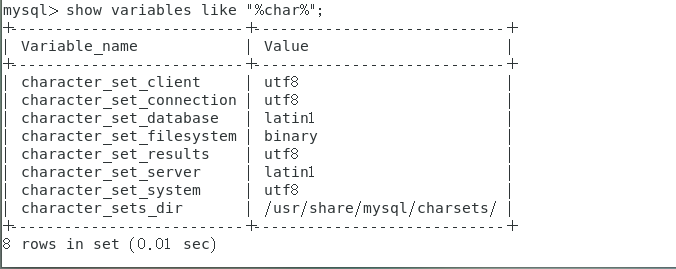 mysql> show variables like "%char%";
+--------------------------+----------------------------+
| Variable_name            | Value                      |
+--------------------------+----------------------------+
| character_set_client     | utf8                       |
| character_set_connection | utf8                       |
| character_set_database   | latin1                     |
| character_set_filesystem | binary                     |
| character_set_results    | utf8                       |
| character_set_server     | latin1                     |
| character_set_system     | utf8                       |
| character_sets_dir       | /usr/share/mysql/charsets/ |
+--------------------------+----------------------------+
8 rows in set (0.01 sec)